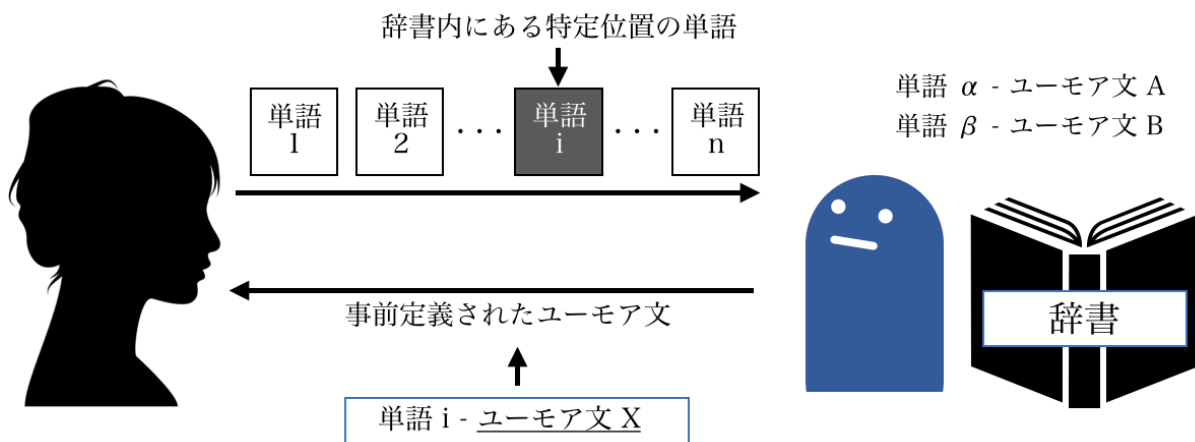 辞書内にある特定位置の単語
単語 α - ユーモア文 A
単語 β - ユーモア文 B
単語
1
単語
2
· · ·
単語
i
· · ·
単語
n
事前定義されたユーモア文
辞書
単語 i - ユーモア文 X